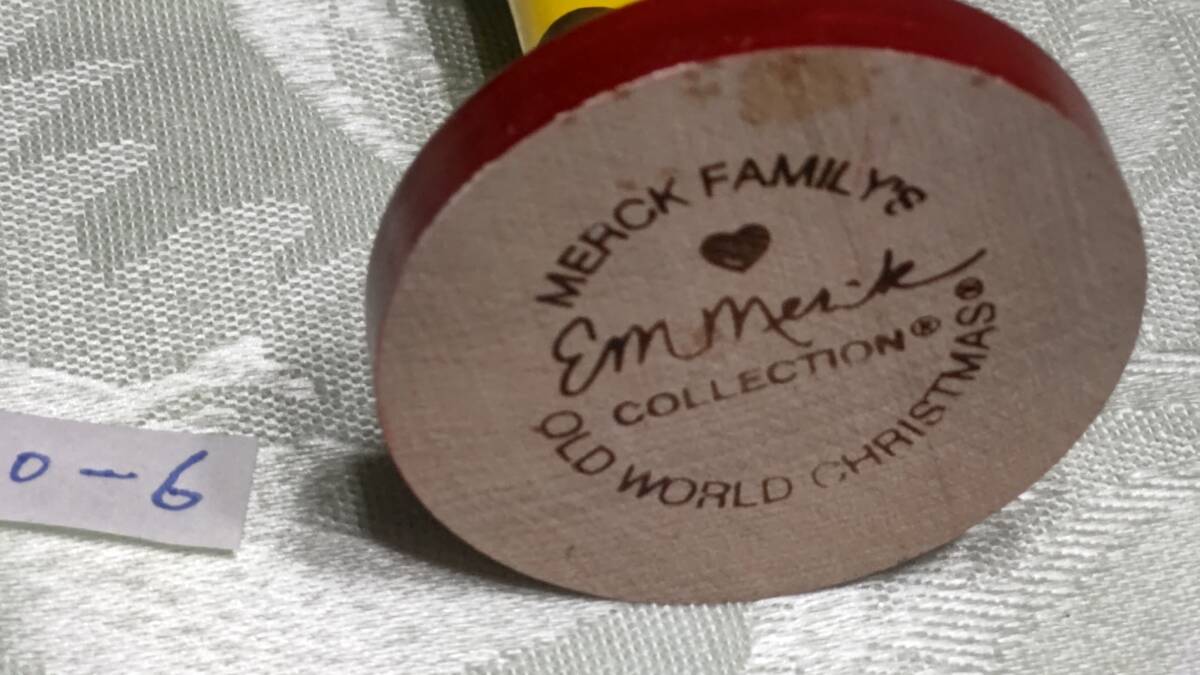 MERCK FAMILY'S
EM Merck
COLLECTION®
OLD WORLD CHRISTMAS®
0-6